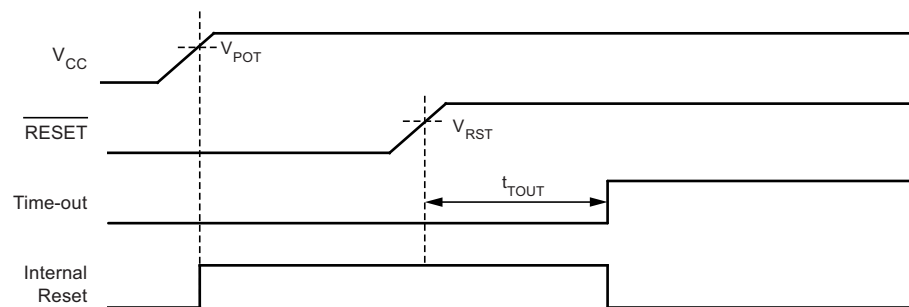 VCC
VPOT
RESET
VRST
Time-out
tTOUT
Internal
Reset